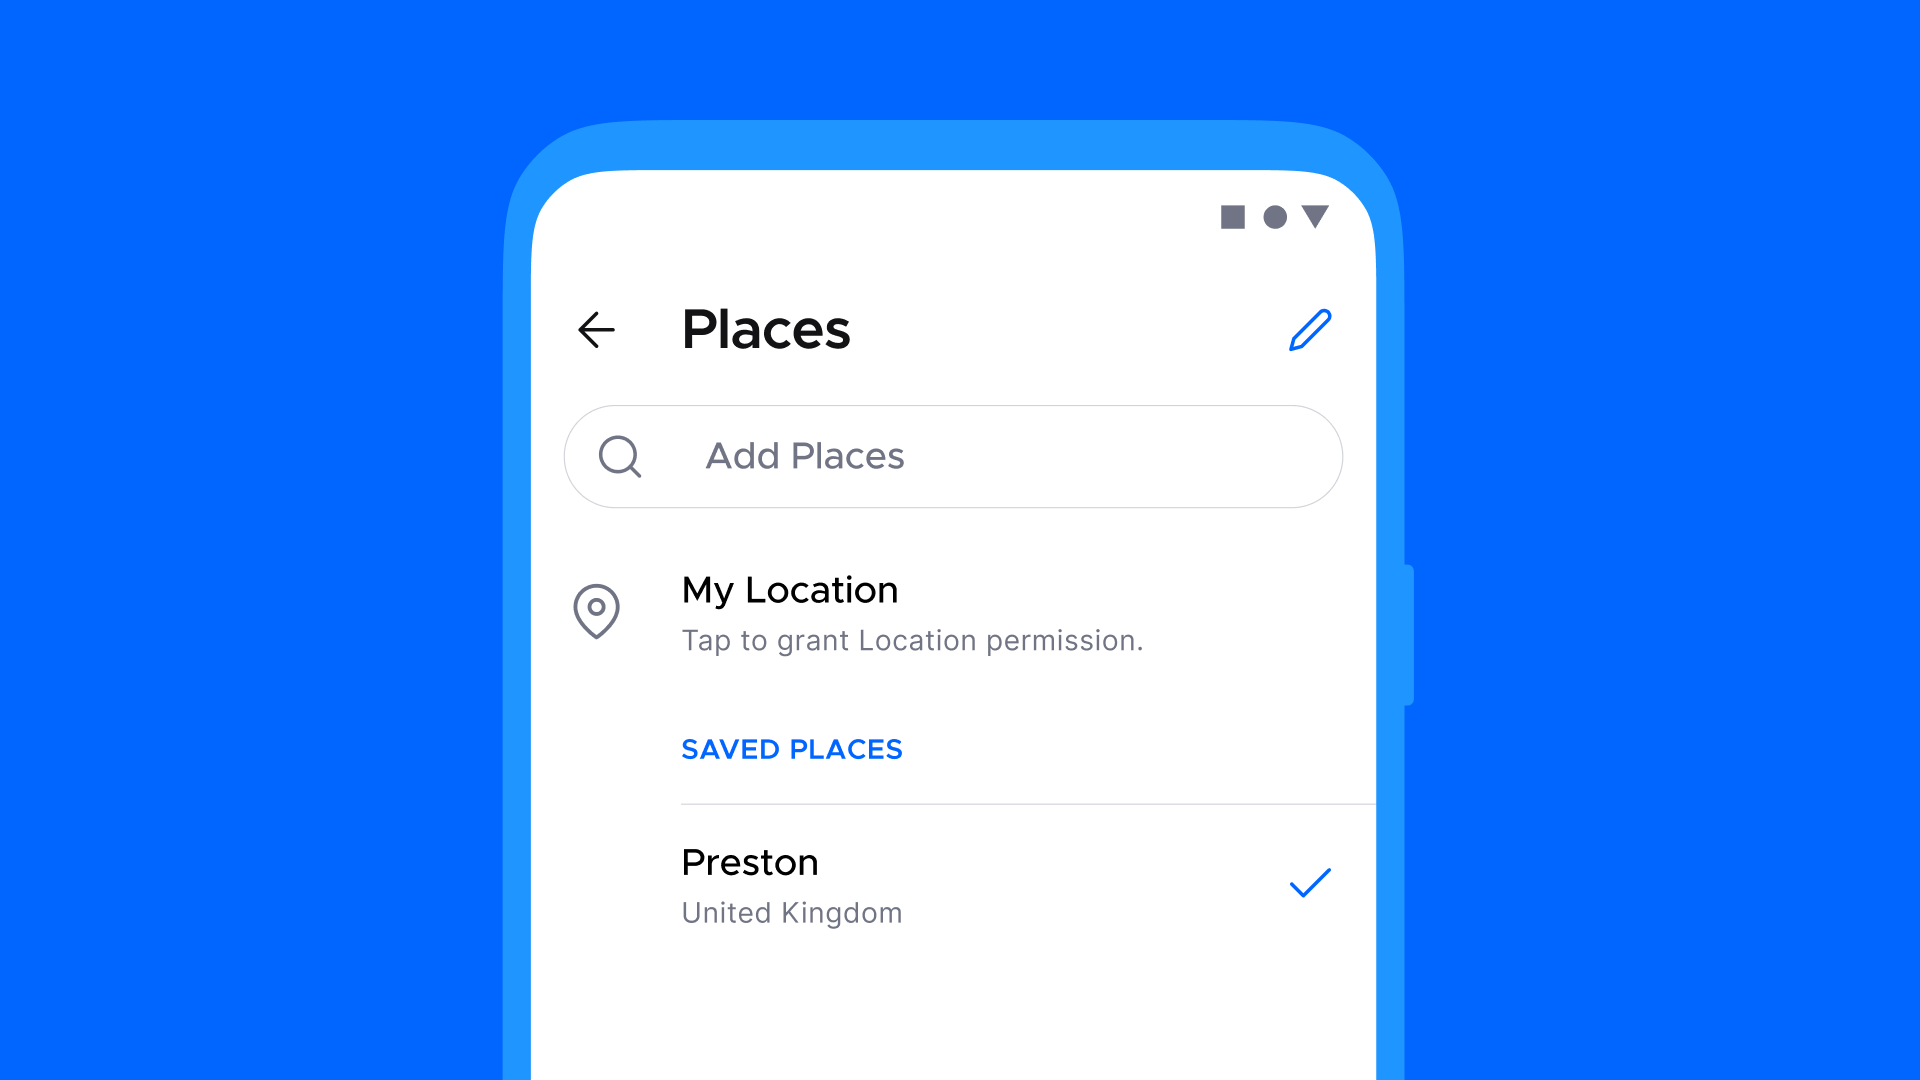 Places
Add Places
My Location
Tap to grant Location permission.
SAVED PLACES
Preston
United Kingdom